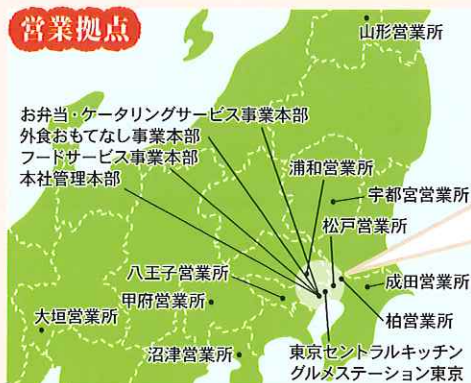 営業拠点
山形営業所
お弁当・ケータリングサービス事業本部
外食おもてなし事業本部
フードサービス事業本部
本社管理本部
浦和営業所
宇都宮営業所
松戸営業所
八王子営業所
甲府営業所
大垣営業所
成田営業所
柏営業所
沼津営業所
東京セントラルキッチン
グルメステーション東京